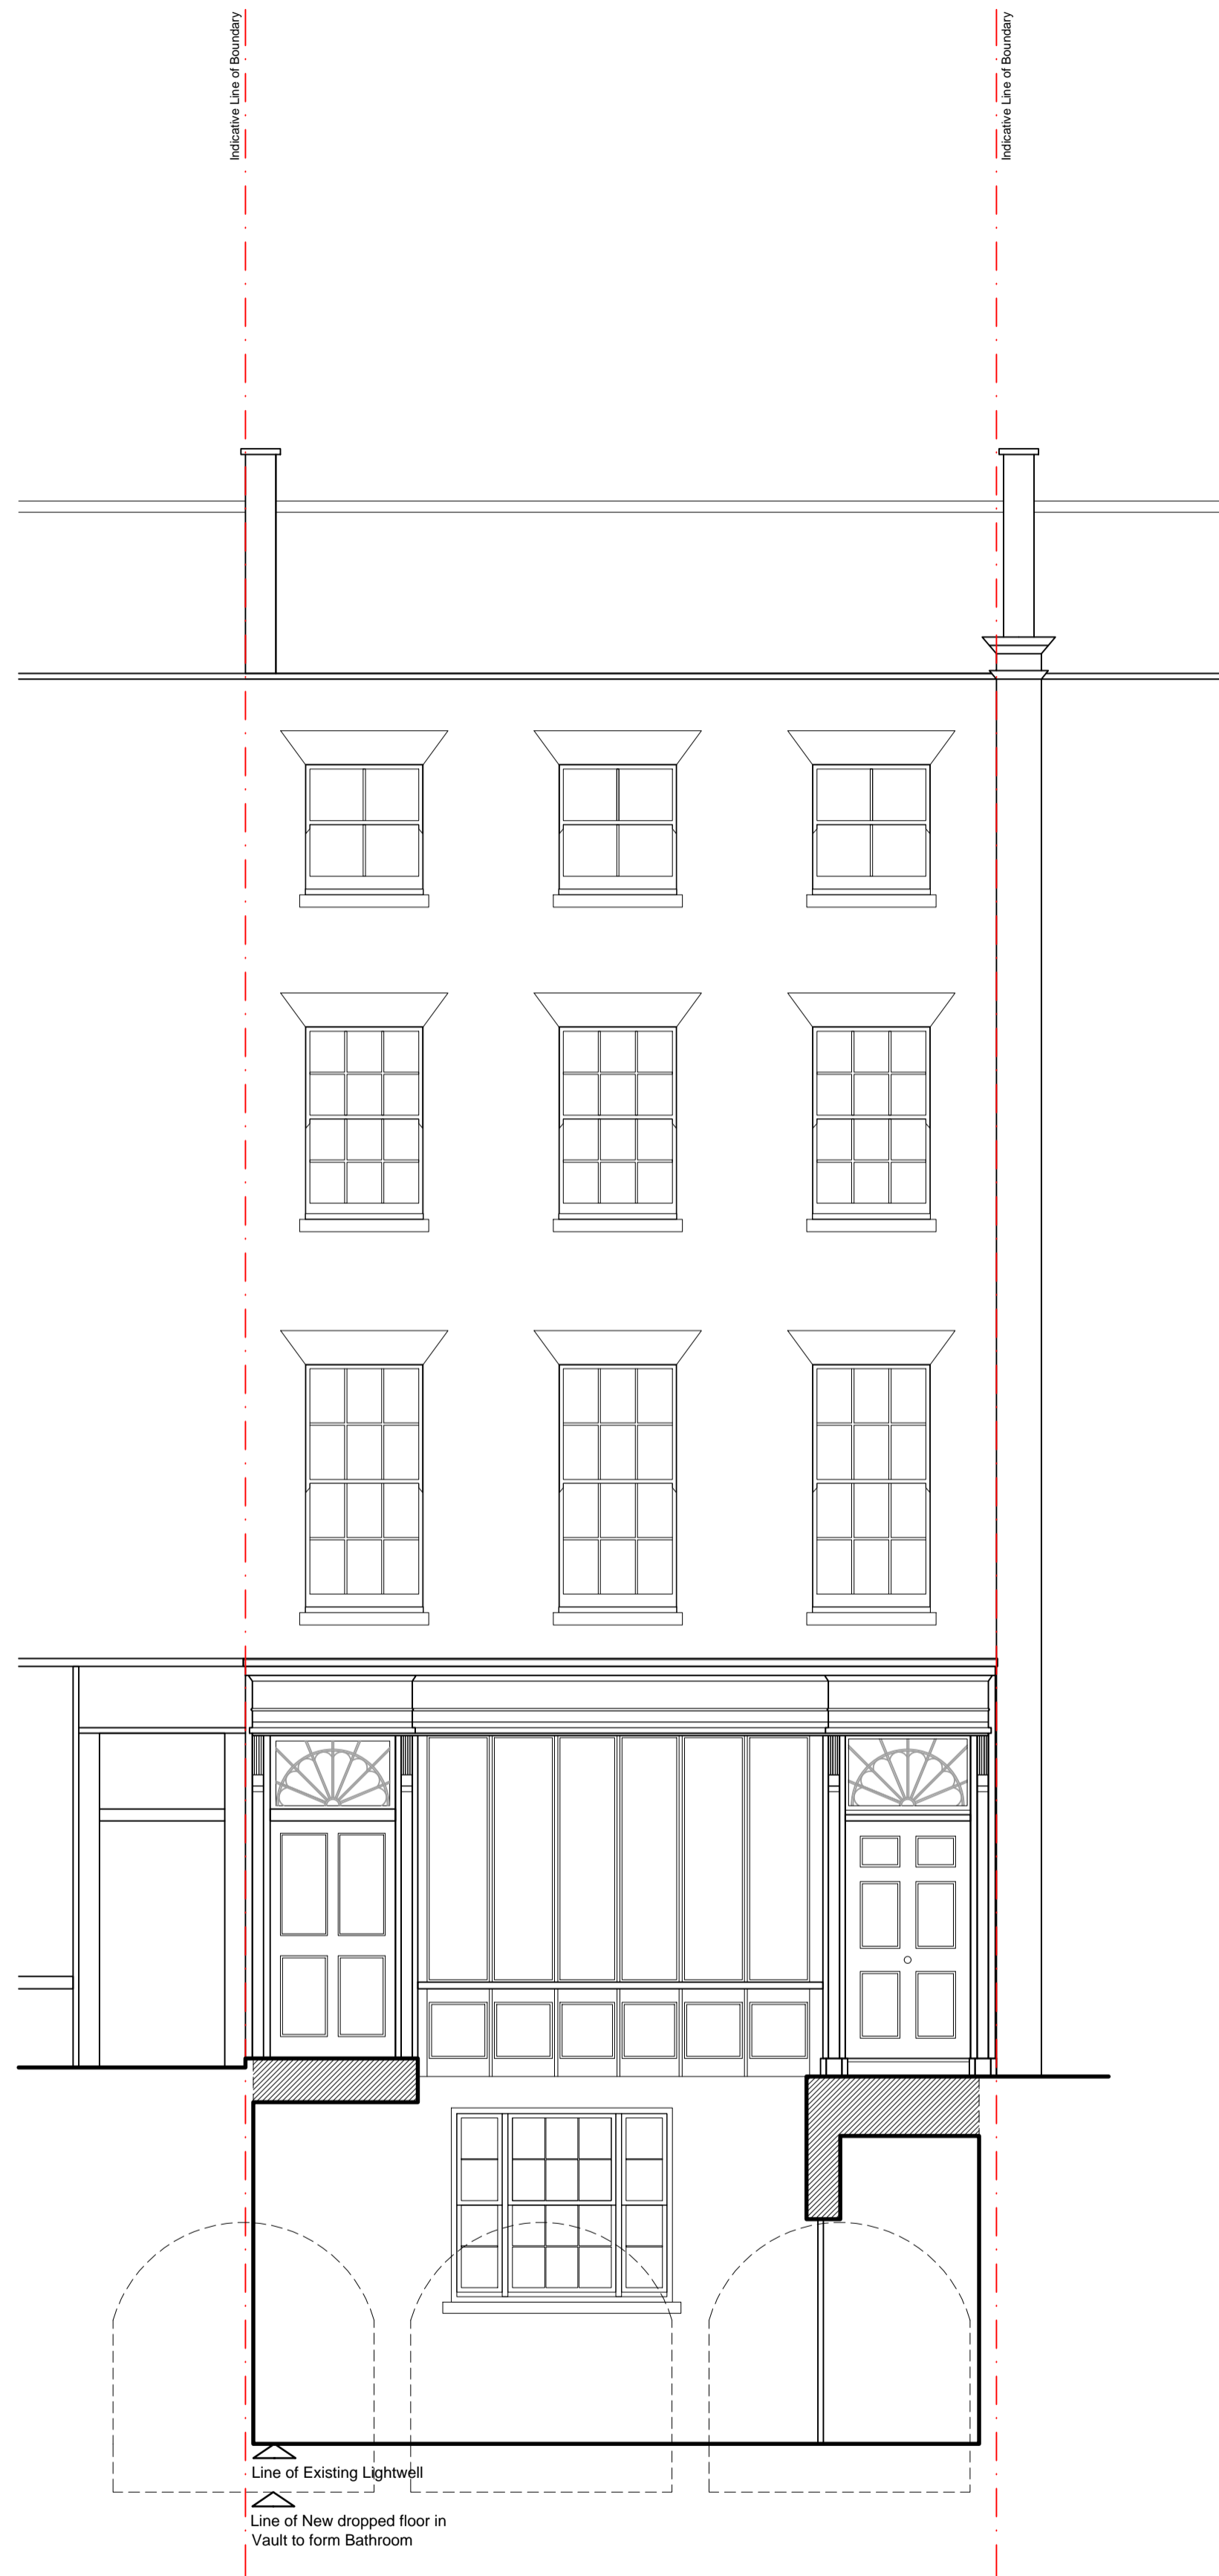 Indicative Line of Boundary
Indicative Line of Boundary
Line of Existing Lightwell
Line of New dropped floor in
Vault to form Bathroom